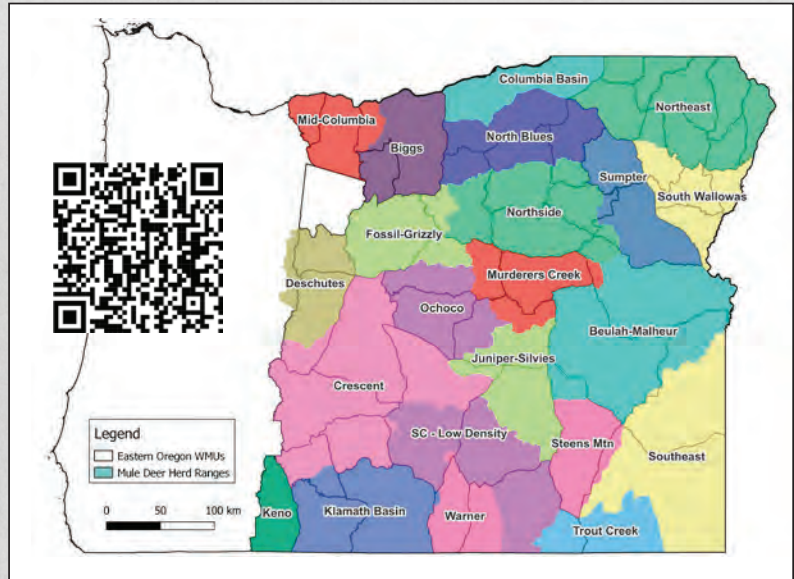 Columbia Basin
Northeast
Mid-Columbia
Biggs
North Blues
Sumpter
South Wallowas
Northside
Fossil-Grizzly
Deschutes
Murderers Creek
Ochoco
Beulah-Malheur
Juniper-Silvies
Crescent
SC - Low Density
Steens Mtn
Southeast
Keno
Klamath Basin
Warner
Trout Creek
Legend
Eastern Oregon WMUs
Mule Deer Herd Ranges
0 50 100 km